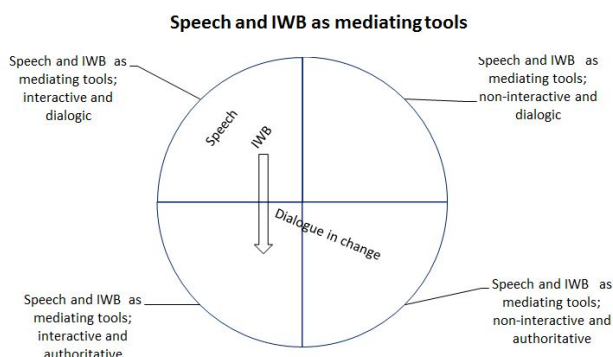 Speech and IWB as mediating tools
Speech and IWB as
mediating tools;
interactive and
dialogic
Speech and IWB as
mediating tools;
non-interactive and
dialogic
Speech
IWB
Dialogue in change
Speech and IWB as
mediating tools;
interactive and
authoritative
Speech and IWB as
mediating tools;
non-interactive and
authoritative